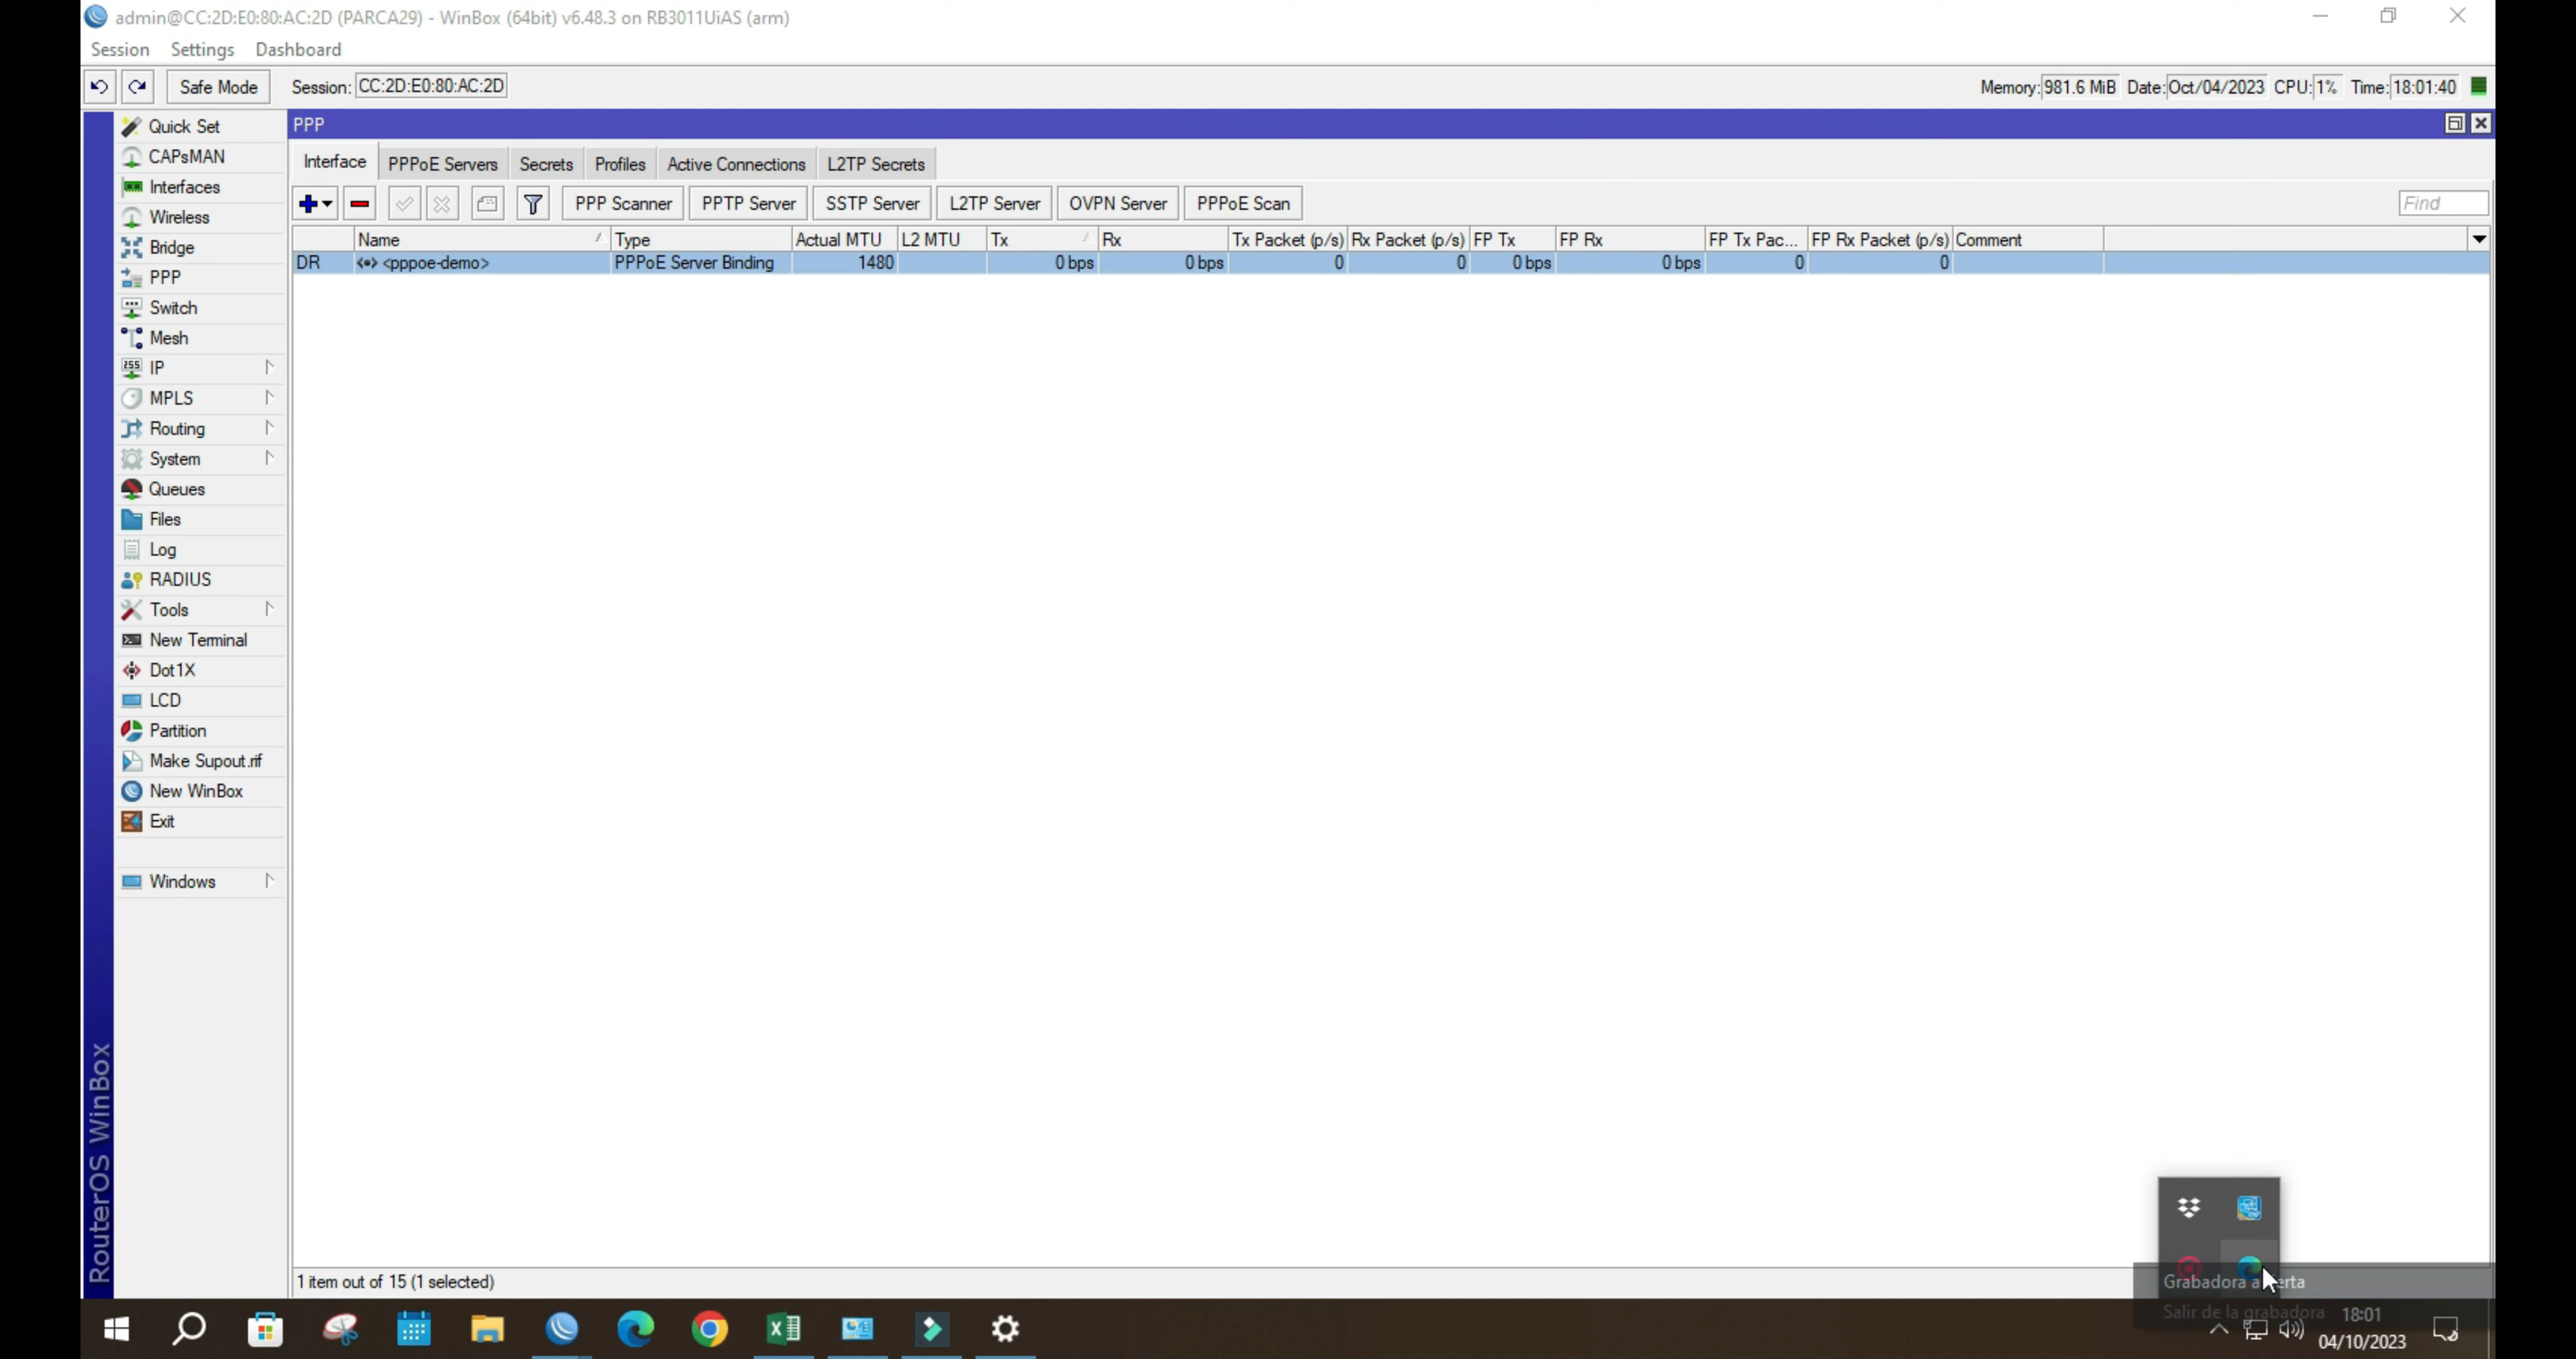 admin@CC:2D:E0:80:AC:2D (PARCA29) - WinBox (64bit) v6.48.3 on RB3011UiAS (arm)
Session Settings Dashboard
Safe Mode Session: CC:2D:E0:80:AC:2D Memory: 981.6 MiB Date: Oct/04/2023 CPU: 1% Time: 18:01:40
Quick Set
CAPsMAN
Interfaces
Wireless
Bridge
PPP
Switch
Mesh
IP
MPLS
Routing
System
Queues
Files
Log
RADIUS
Tools
New Terminal
Dot1X
LCD
Partition
Make Supout.rif
New WinBox
Exit
Windows
RouterOS WinBox
PPP
Interface PPPoE Servers Secrets Profiles Active Connections L2TP Secrets
PPP Scanner PPTP Server SSTP Server L2TP Server OVPN Server PPPoE Scan Find
Name Type Actual MTU L2 MTU Tx Rx Tx Packet (p/s) Rx Packet (p/s) FP Tx FP Rx FP Tx Pac... FP Rx Packet (p/s) Comment
DR <pppoe-demo> PPPoE Server Binding 1480 0 bps 0 bps 0 0 0 bps 0 bps 0 0
1 item out of 15 (1 selected)
Grabadora
Salir de la grabadora
18:01
04/10/2023